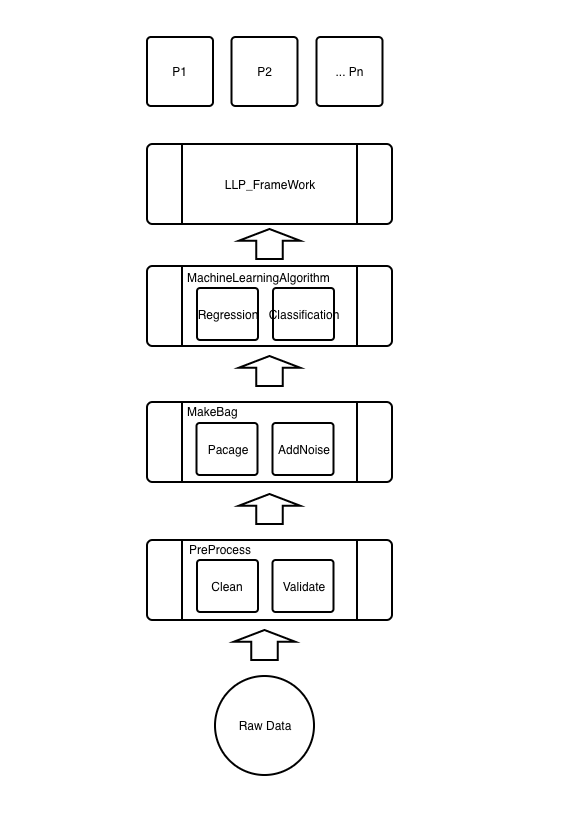 P1
P2
... Pn
LLP_FrameWork
MachineLearningAlgorithm
Regression
Classification
MakeBag
Pacage
AddNoise
PreProcess
Clean
Validate
Raw Data